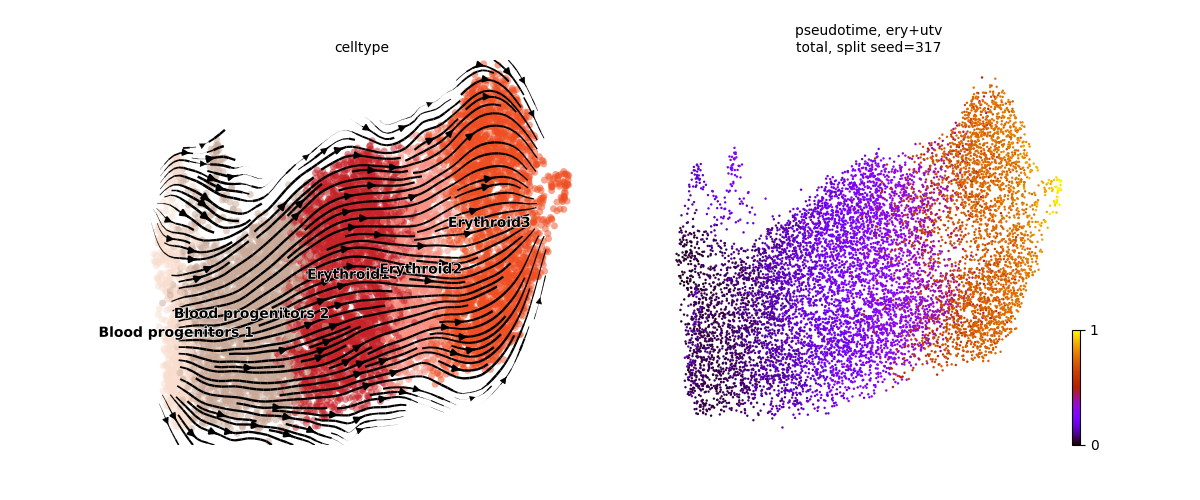 celltype
pseudotime, ery+utv
total, split seed=317
Erythroid3
Erythroid1
Erythroid2
Blood progenitors 2
Blood progenitors 1
1
0